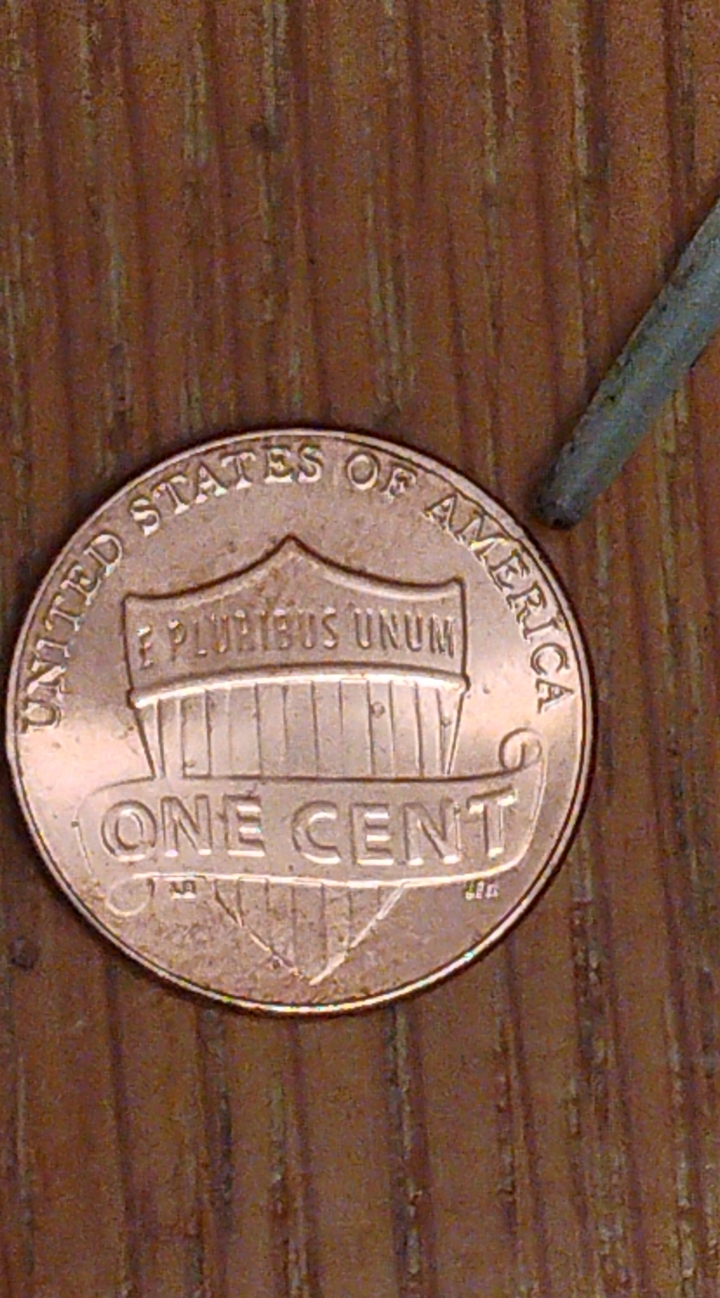 UNITED STATES OF AMERICA
E PLURIBUS UNUM
ONE CENT